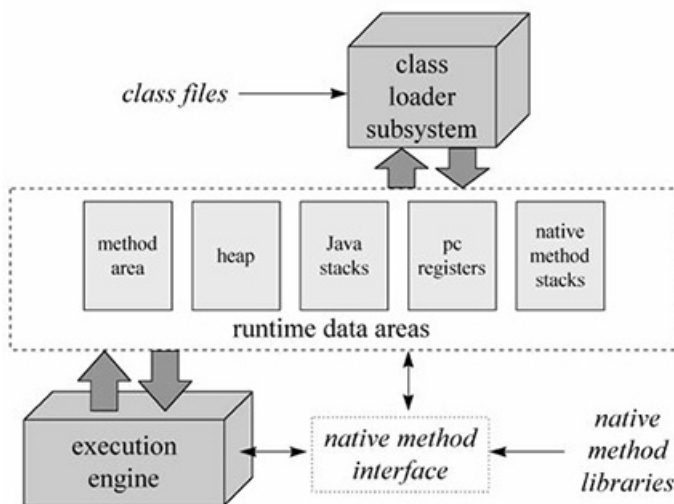 class
loader
subsystem
class files
method
area
heap
Java
stacks
pc
registers
native
method
stacks
runtime data areas
execution
engine
native method
interface
native
method
libraries